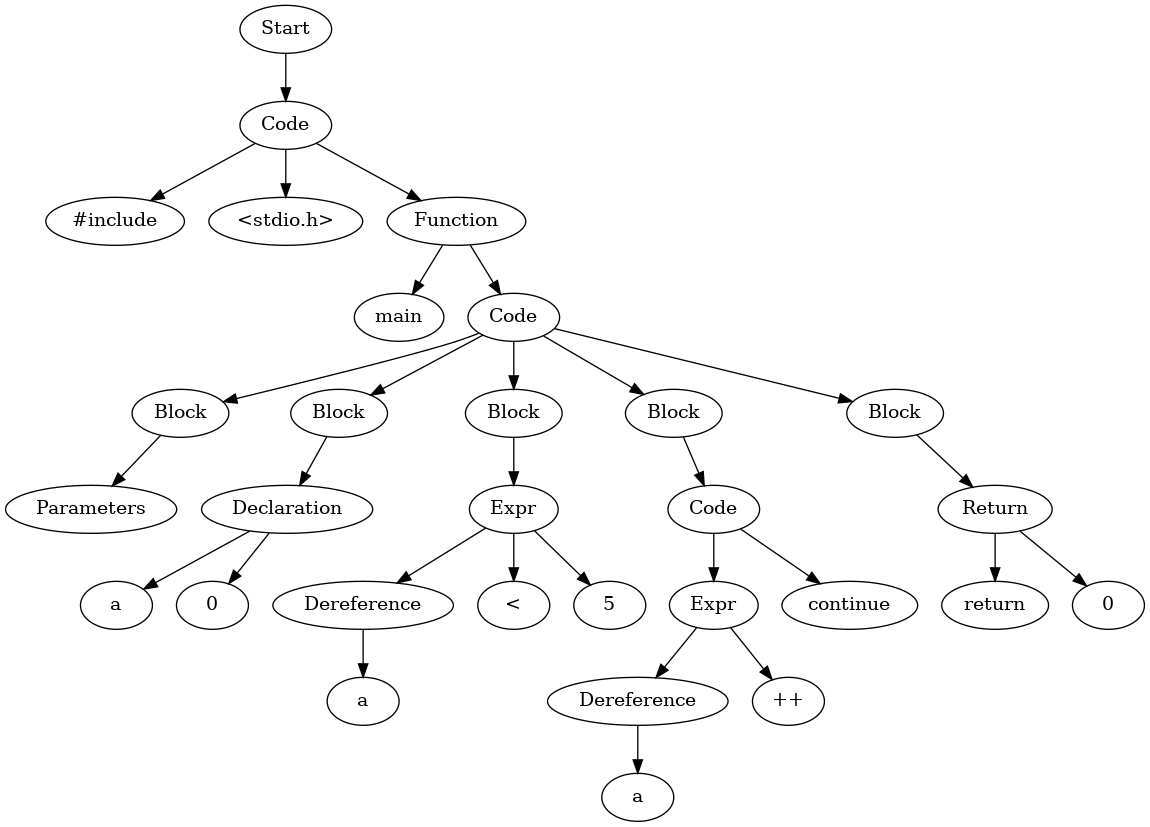 Start
Code
#include
<stdio.h>
Function
main
Code
Block
Block
Block
Block
Block
Parameters
Declaration
Expr
Code
Return
a
0
Dereference
<
5
Expr
continue
return
0
a
Dereference
++
a